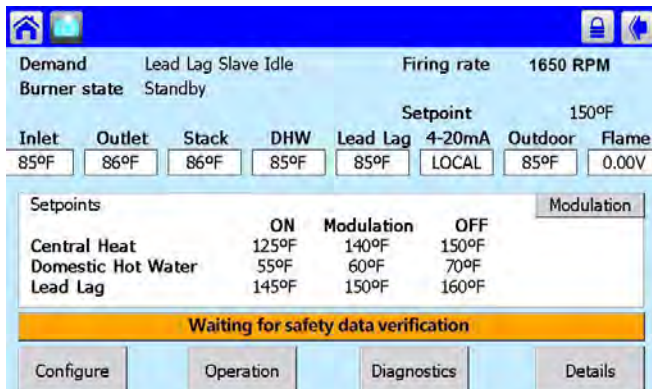 Demand Lead Lag Slave Idle Firing rate 1650 RPM
Burner state Standby
Setpoint 150ºF
Inlet Outlet Stack DHW Lead Lag 4-20mA Outdoor Flame
85ºF 86ºF 86ºF 85ºF 85ºF LOCAL 85ºF 0.00V
Setpoints Modulation
ON Modulation OFF
Central Heat 125ºF 140ºF 150ºF
Domestic Hot Water 55ºF 60ºF 70ºF
Lead Lag 145ºF 150ºF 160ºF
Waiting for safety data verification
Configure Operation Diagnostics Details